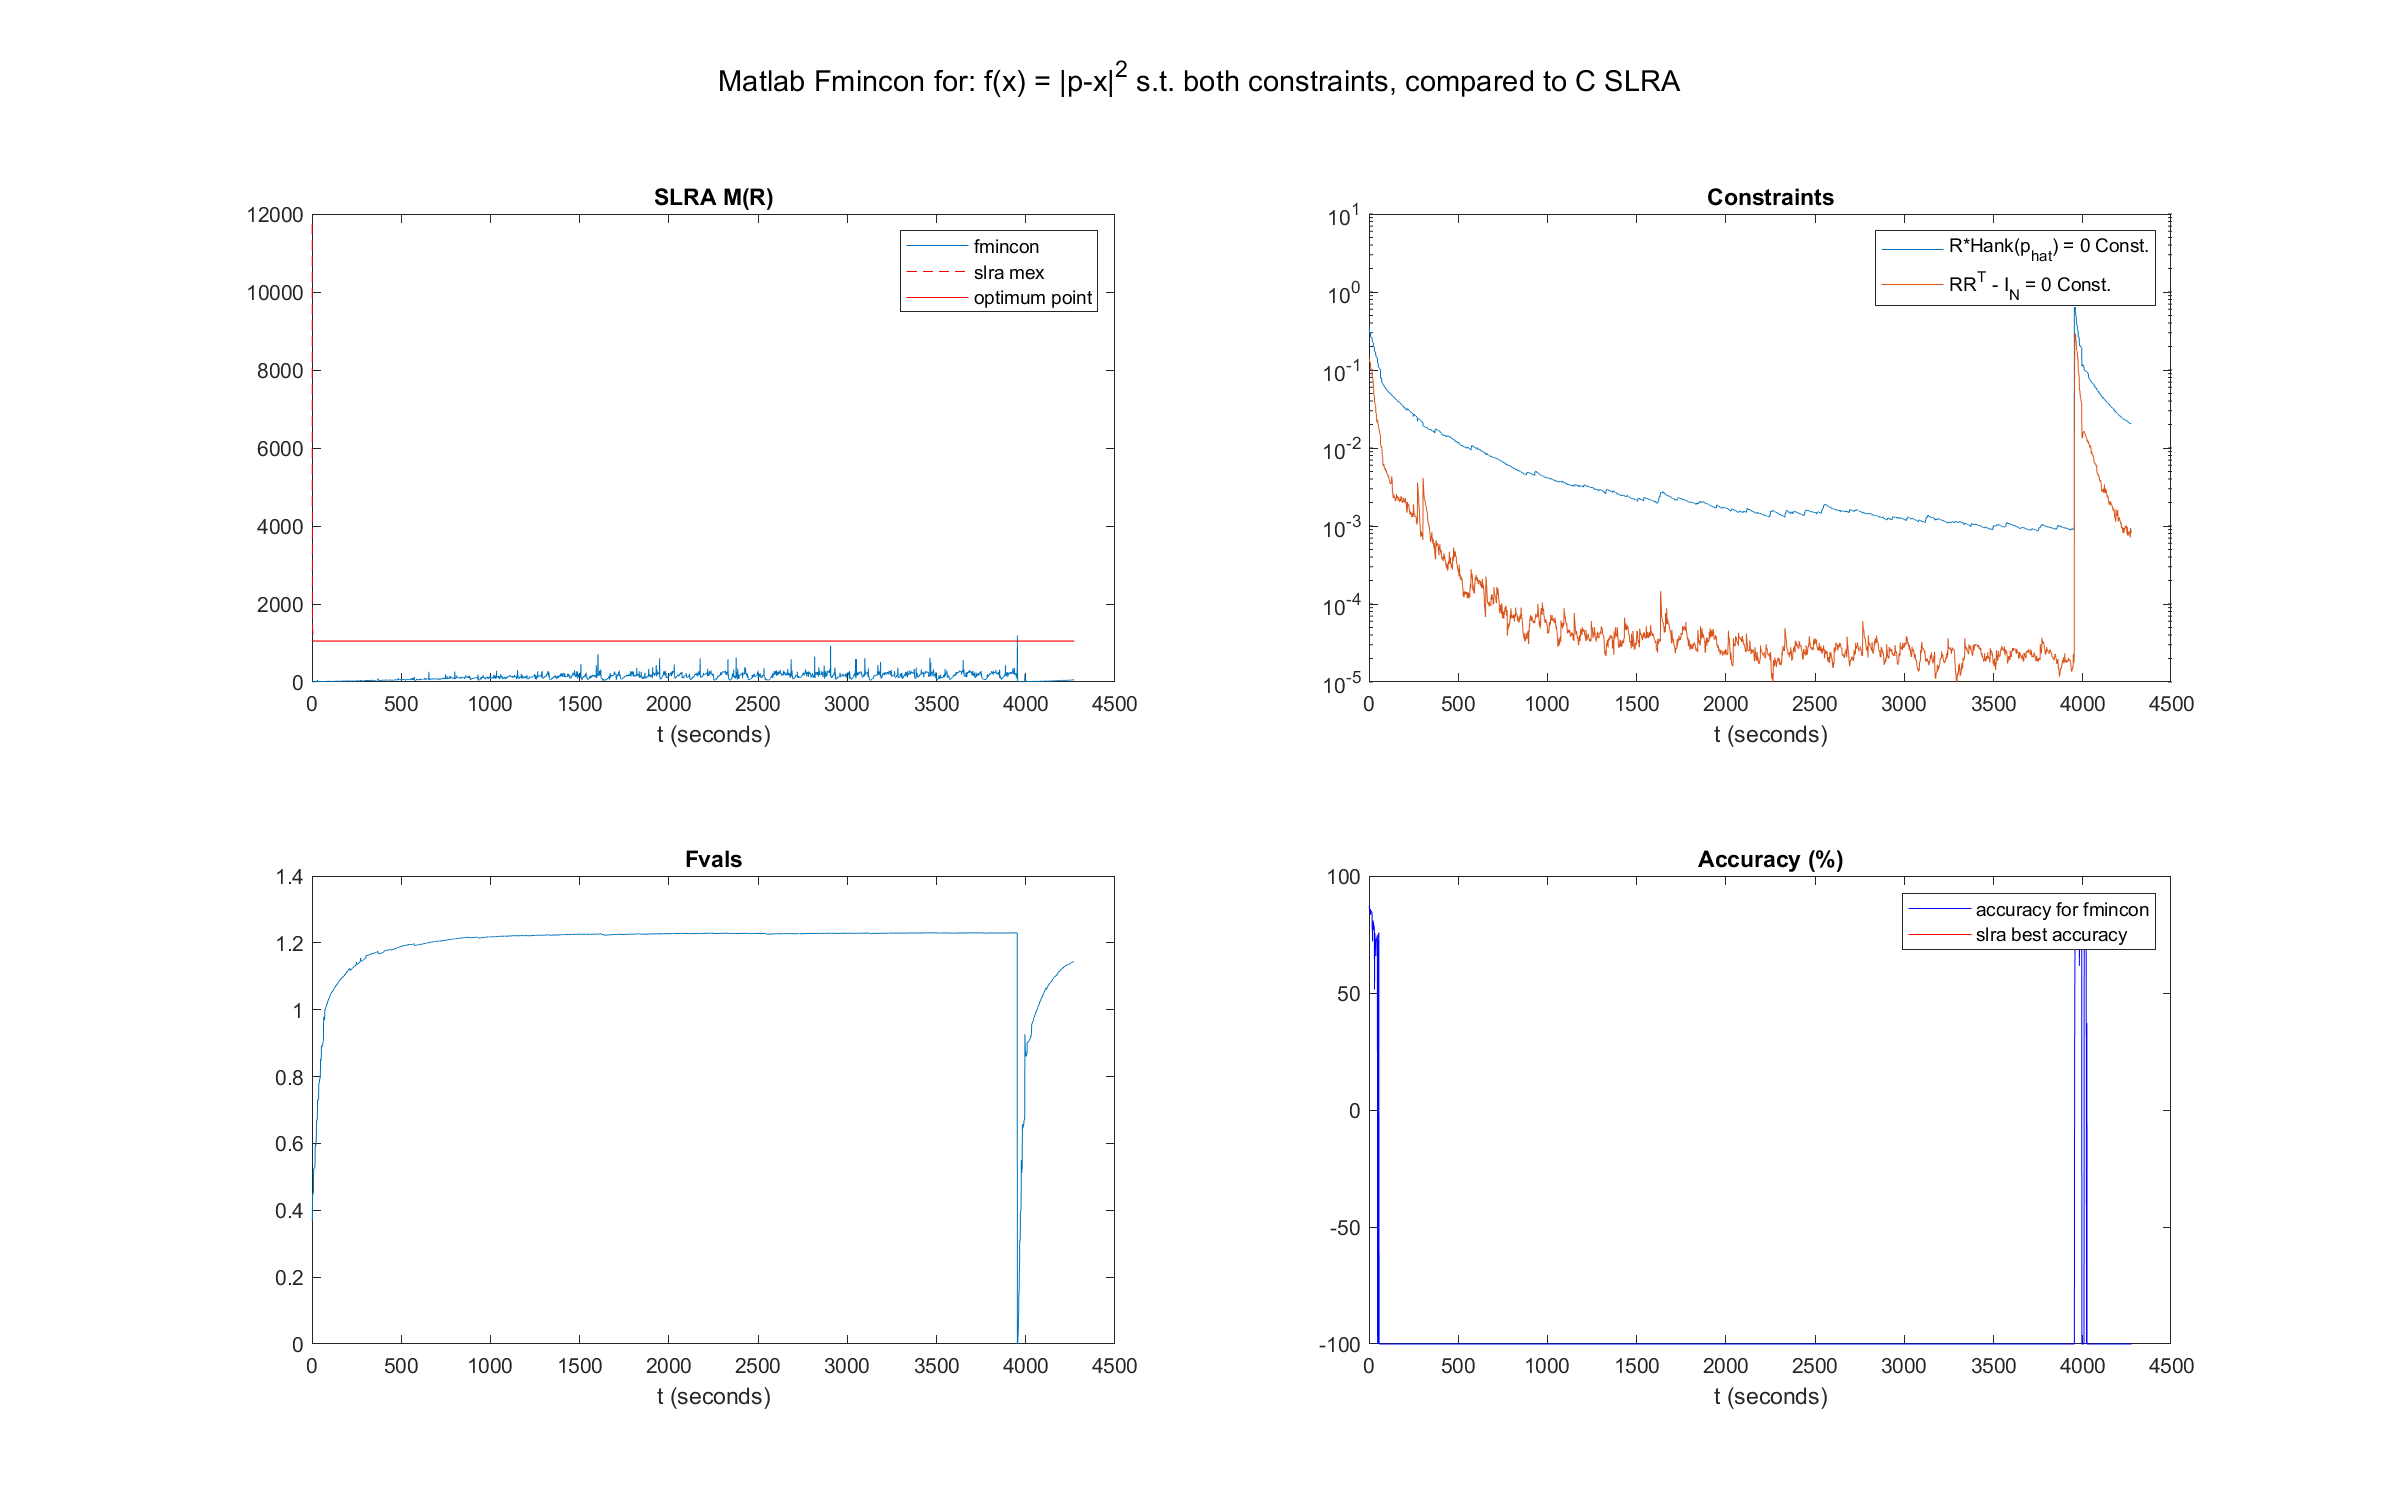 Matlab Fmincon for: f(x) = |p-x|^2 s.t. both constraints, compared to C SLRA
SLRA M(R)
12000
10000
8000
6000
4000
2000
0
fmincon
slra mex
optimum point
0 500 1000 1500 2000 2500 3000 3500 4000 4500
t (seconds)
Constraints
10^1
10^0
10^-1
10^-2
10^-3
10^-4
10^-5
R*Hank(p_hat) = 0 Const.
RR^T - I_N = 0 Const.
0 500 1000 1500 2000 2500 3000 3500 4000 4500
t (seconds)
Fvals
1.4
1.2
1
0.8
0.6
0.4
0.2
0
0 500 1000 1500 2000 2500 3000 3500 4000 4500
t (seconds)
Accuracy (%)
100
50
0
-50
-100
accuracy for fmincon
slra best accuracy
0 500 1000 1500 2000 2500 3000 3500 4000 4500
t (seconds)